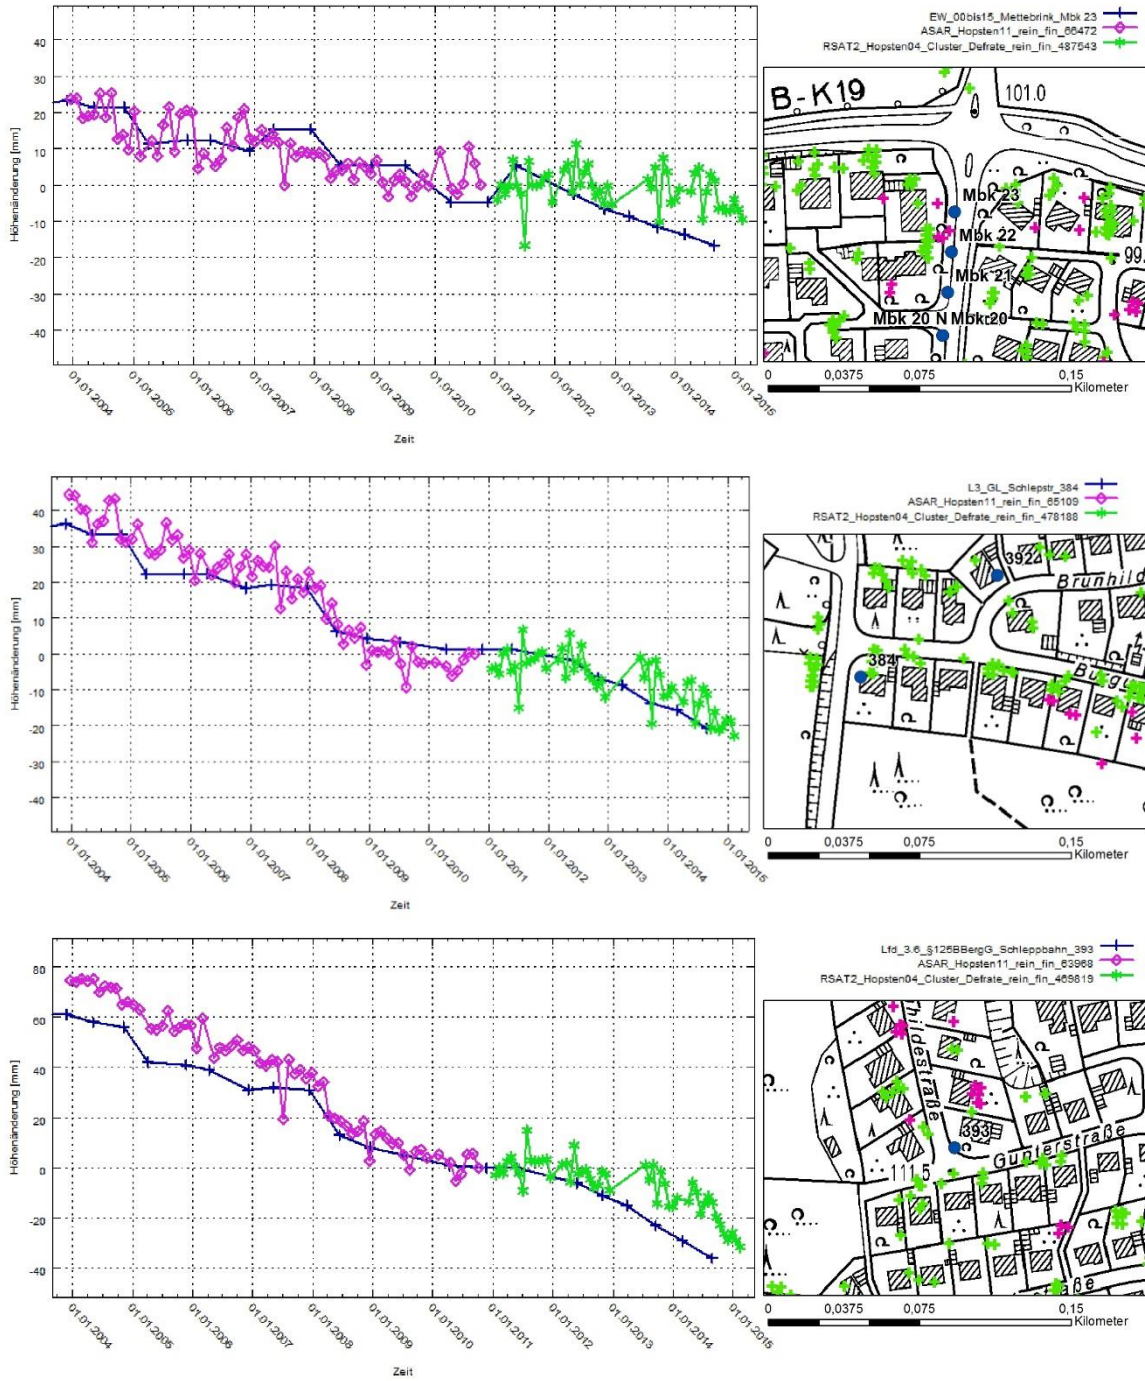 EW_00bis15_Mettebrink_Mbk 23
ASAR_Hopsten11_rein_fin_66472
RSAT2_Hopsten04_Cluster_Defrate_rein_fin_487543
Höhenänderung [mm]
40
30
20
10
0
-10
-20
-30
-40
01.01.2004
01.01.2005
01.01.2006
01.01.2007
01.01.2008
01.01.2009
01.01.2010
01.01.2011
01.01.2012
01.01.2013
01.01.2014
01.01.2015
Zeit
B-K19
101.0
Mbk 23
Mbk 22
99.
Mbk 21
Mbk 20 N Mbk 20
0 0,0375 0,075 0,15
Kilometer
L3_GL_Schlepstr_384
ASAR_Hopsten11_rein_fin_65109
RSAT2_Hopsten04_Cluster_Defrate_rein_fin_478188
Höhenänderung [mm]
40
30
20
10
0
-10
-20
-30
-40
01.01.2004
01.01.2005
01.01.2006
01.01.2007
01.01.2008
01.01.2009
01.01.2010
01.01.2011
01.01.2012
01.01.2013
01.01.2014
01.01.2015
Zeit
392
Brunhild
384
0 0,0375 0,075 0,15
Kilometer
Lfd_3.6_§125BBergG_Schleppbahn_393
ASAR_Hopsten11_rein_fin_63968
RSAT2_Hopsten04_Cluster_Defrate_rein_fin_469819
Höhenänderung [mm]
80
60
40
20
0
-20
-40
01.01.2004
01.01.2005
01.01.2006
01.01.2007
01.01.2008
01.01.2009
01.01.2010
01.01.2011
01.01.2012
01.01.2013
01.01.2014
01.01.2015
Zeit
hildestraße
393
Gunterstraße
111.5
straße
0 0,0375 0,075 0,15
Kilometer